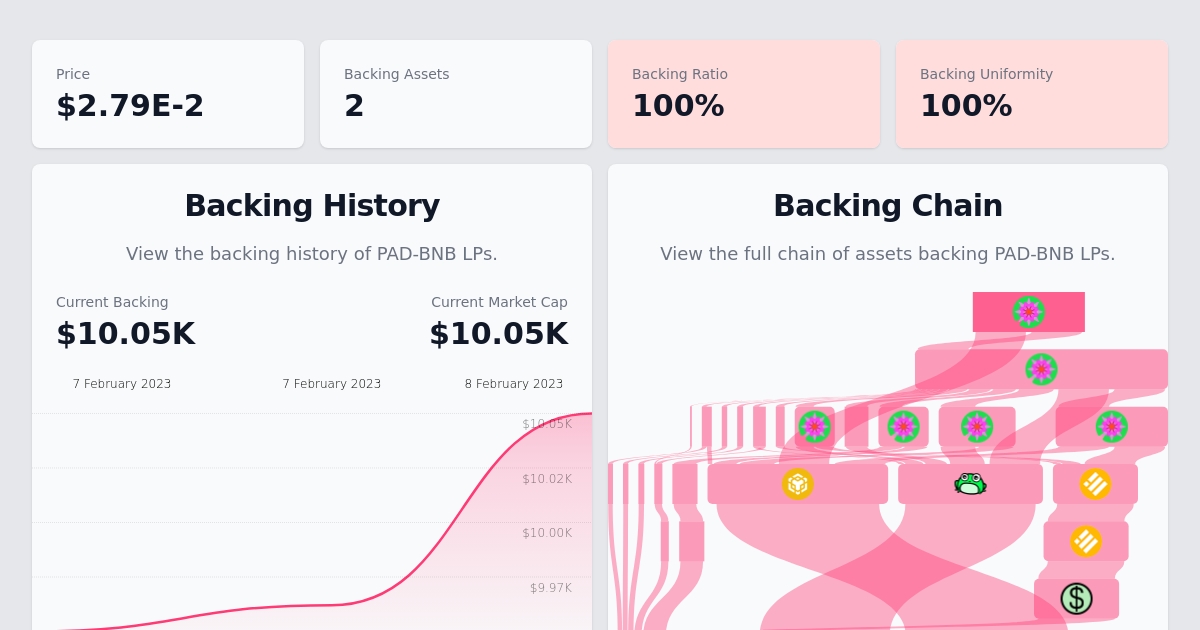 Price
$2.79E-2
Backing Assets
2
Backing Ratio
100%
Backing Uniformity
100%
Backing History
View the backing history of PAD-BNB LPs.
Current Backing
$10.05K
Current Market Cap
$10.05K
7 February 2023
7 February 2023
8 February 2023
$10.05K
$10.02K
$10.00K
$9.97K
Backing Chain
View the full chain of assets backing PAD-BNB LPs.
$